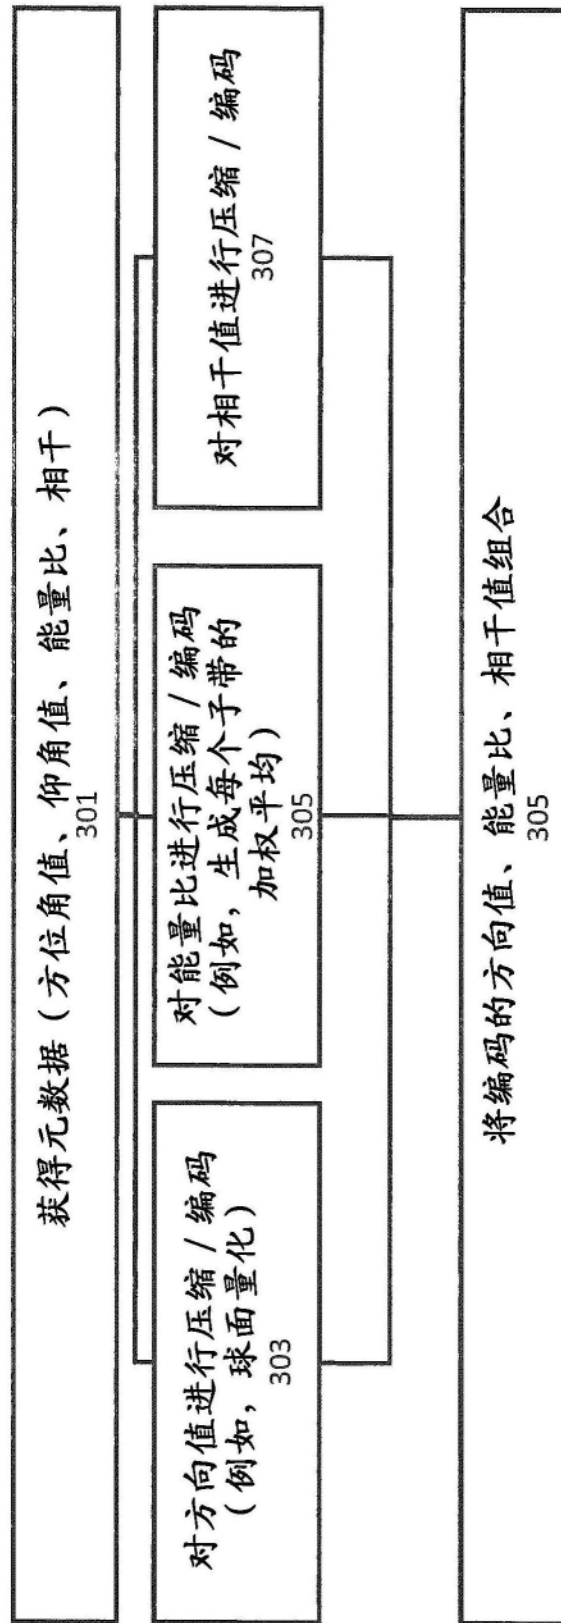 获得元数据（方位角值、仰角值、能量比、相干）
301
对方向值进行压缩 / 编码
（例如，球面量化）
303
对能量比进行压缩 / 编码
（例如，生成每个子带的
加权平均）
305
对相干值进行压缩 / 编码
307
将编码的方向值、能量比、相干值组合
305